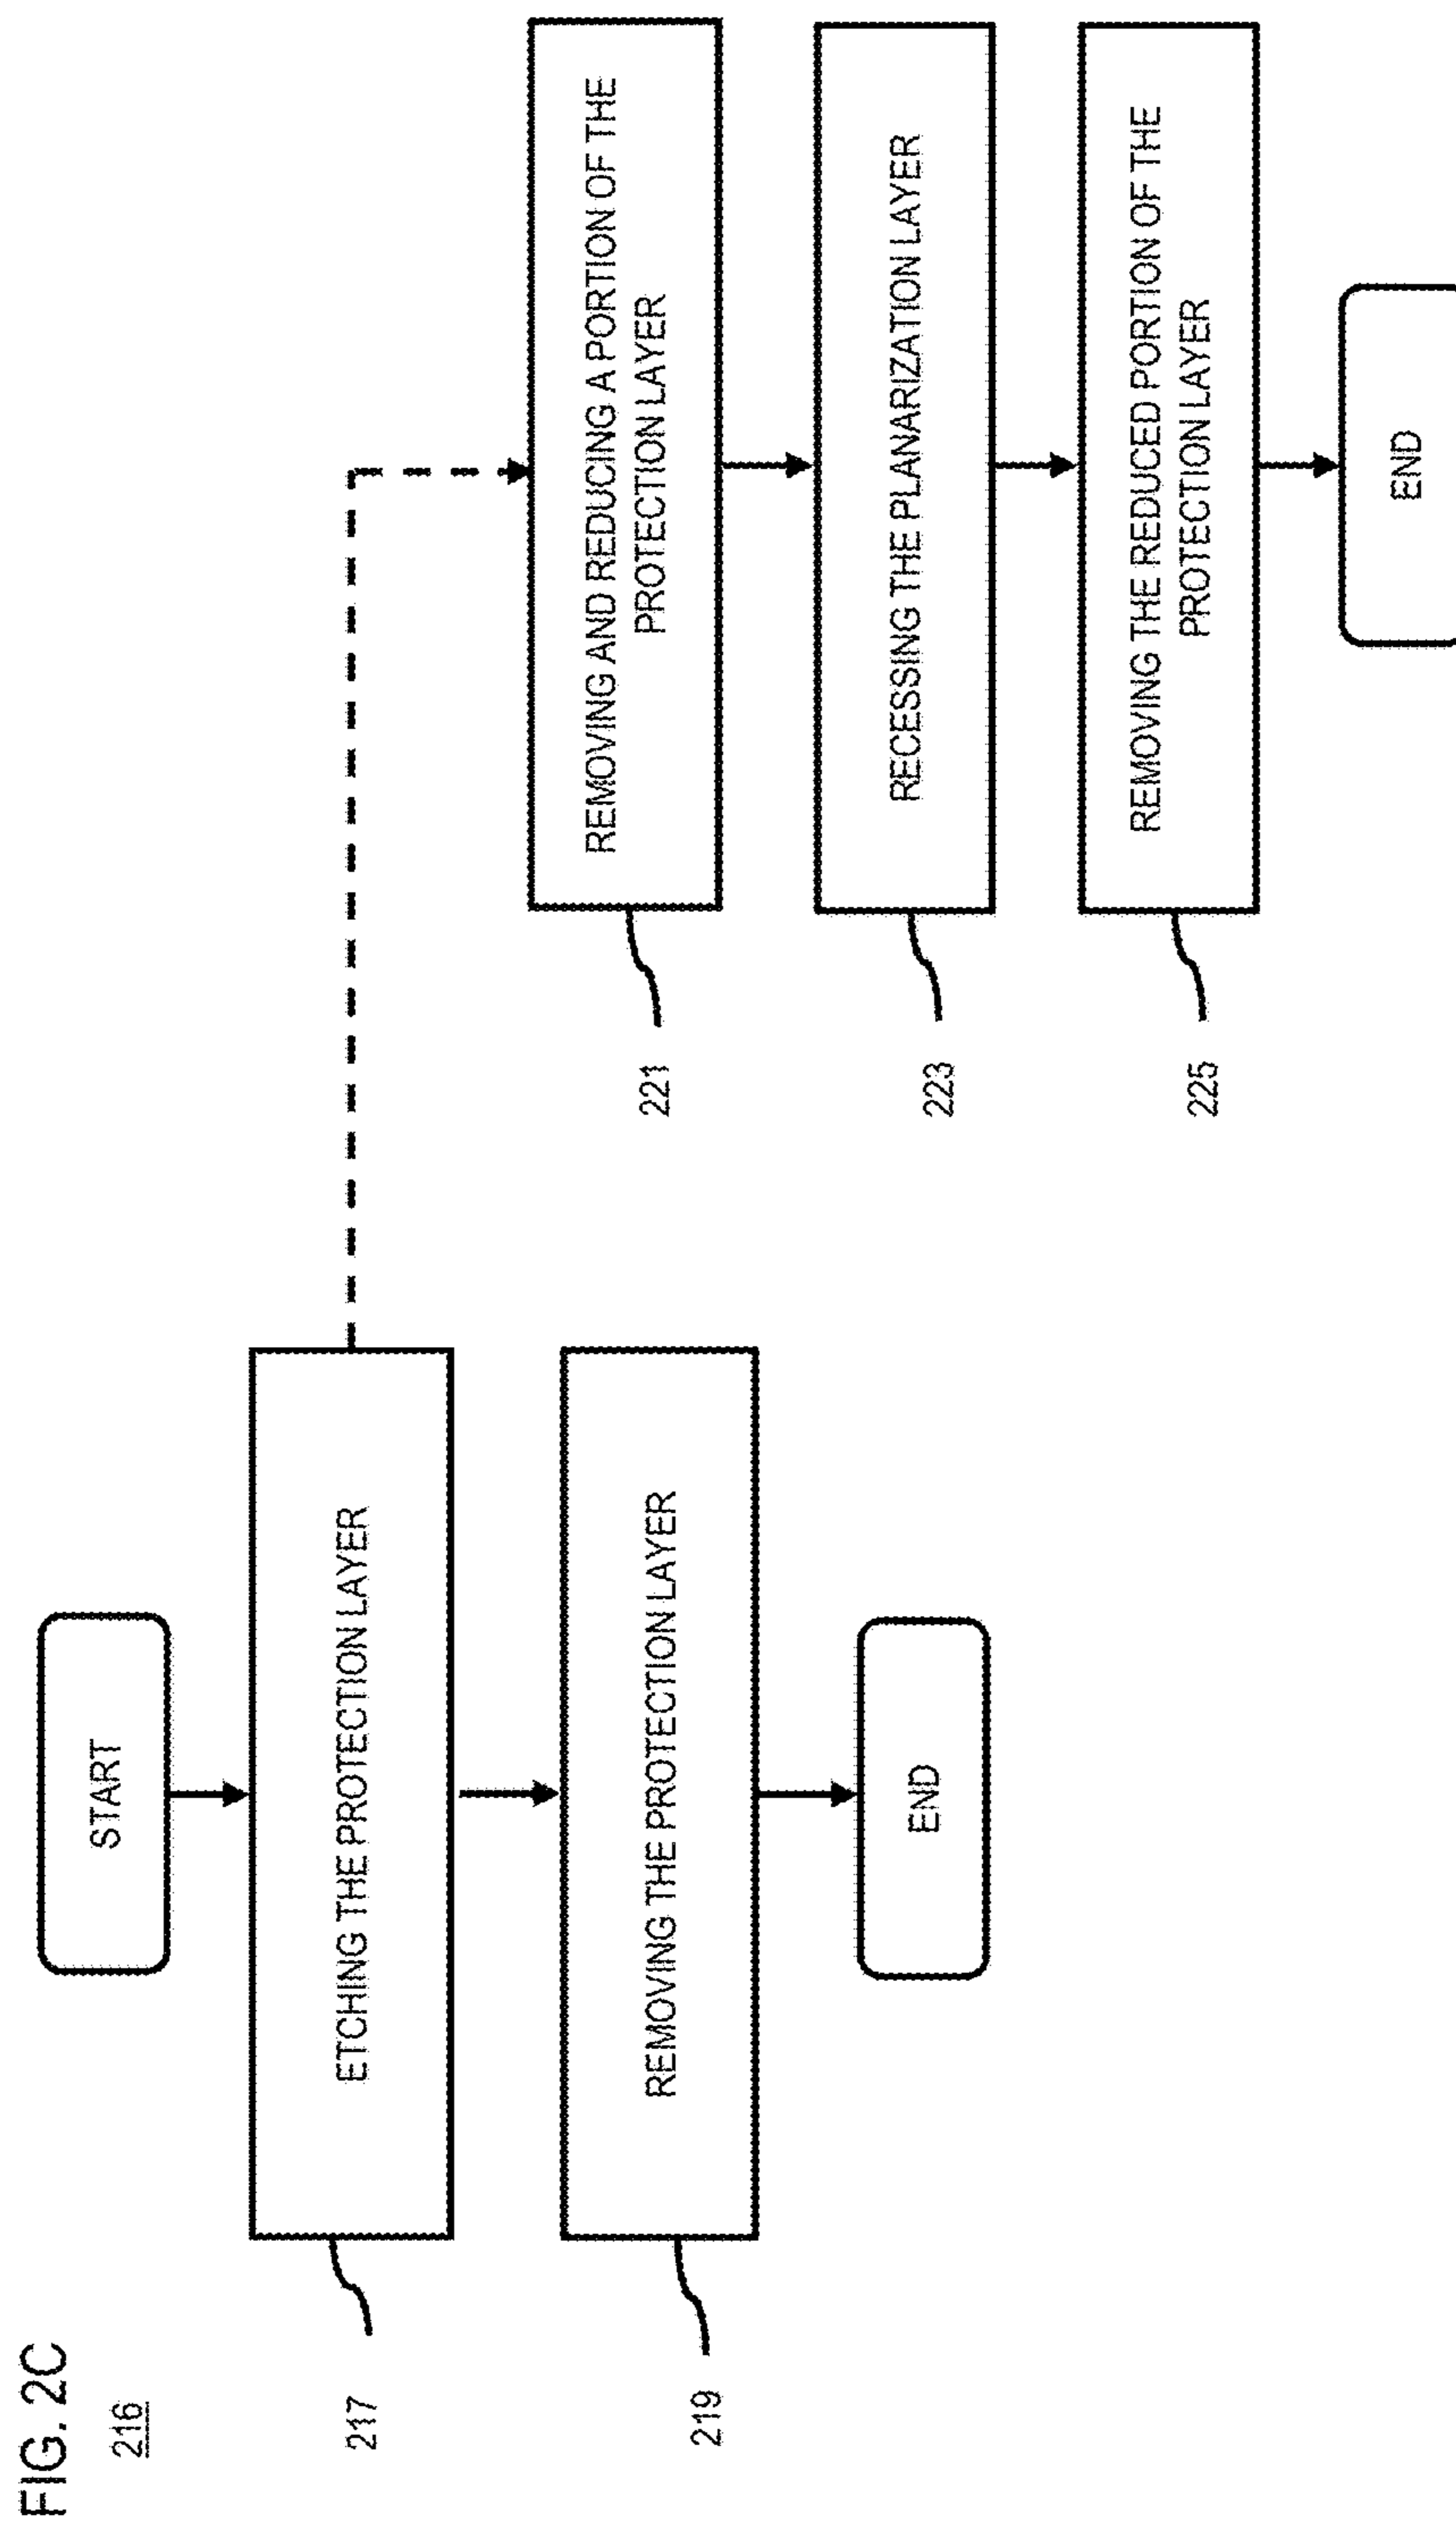 FIG. 2C
216
START
217
ETCHING THE PROTECTION LAYER
219
REMOVING THE PROTECTION LAYER
END
221
REMOVING AND REDUCING A PORTION OF THE
PROTECTION LAYER
223
RECESSING THE PLANARIZATION LAYER
225
REMOVING THE REDUCED PORTION OF THE
PROTECTION LAYER
END